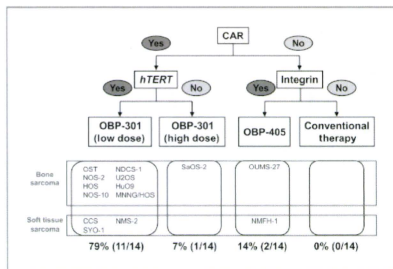 CAR
Yes No
hTERT Integrin
Yes No Yes No
OBP-301 (low dose) OBP-301 (high dose) OBP-405 Conventional therapy
Bone sarcoma
OST NDCS-1 SaOS-2 OUMS-27
NOS-2 U2OS
HOS HuO9
NOS-10 MNNG/HOS
Soft tissue sarcoma
CCS NMS-2 NMFH-1
SYO-1
79% (11/14) 7% (1/14) 14% (2/14) 0% (0/14)